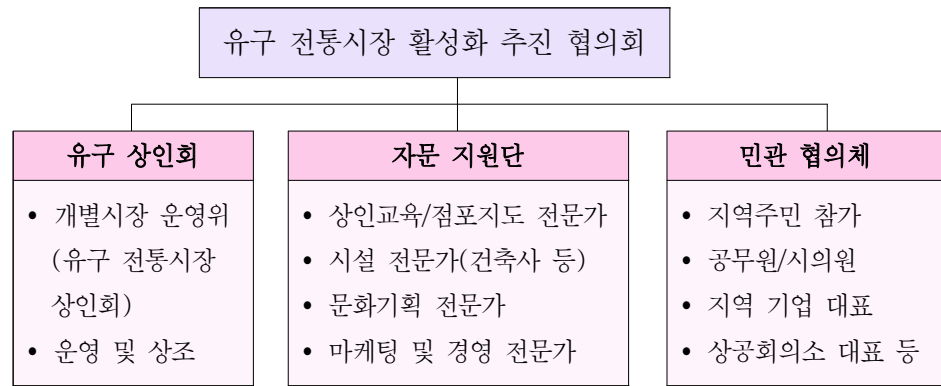 유구 전통시장 활성화 추진 협의회
유구 상인회
• 개별시장 운영위
(유구 전통시장
상인회)
• 운영 및 상조
자문 지원단
• 상인교육/점포지도 전문가
• 시설 전문가(건축사 등)
• 문화기획 전문가
• 마케팅 및 경영 전문가
민관 협의체
• 지역주민 참가
• 공무원/시의원
• 지역 기업 대표
• 상공회의소 대표 등